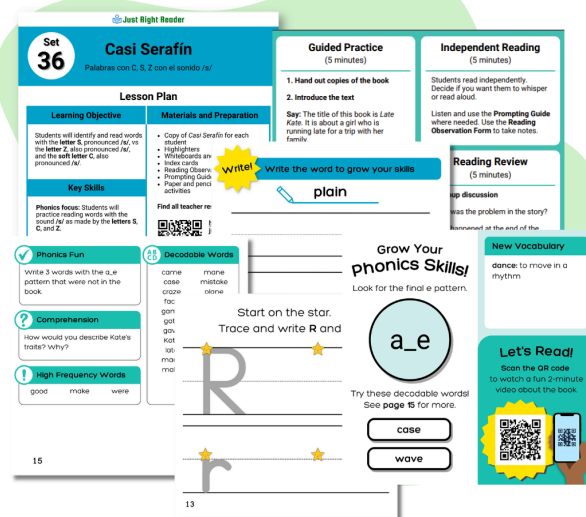 Just Right Reader
Set
36
Casi Serafín
Palabras con C, S, Z con el sonido /s/
Lesson Plan
Learning Objective
Students will identify and read words
with the letter S, pronounced /s/, vs
the letter Z, also pronounced /s/,
and the soft letter C, also
pronounced /s/.
Key Skills
Phonics focus: Students will
practice reading words with the
sound /s/ as made by the letters S,
C, and Z.
Materials and Preparation
• Copy of Casi Serafín for each
student
• Highlighters
• Whiteboards
• Index cards
• Reading
• Prompting
• Paper and
activities
Find all teacher
Guided Practice
(5 minutes)
1. Hand out copies of the book
2. Introduce the text
Say: The title of this book is Late
Kate. It is about a girl who is
running late for a trip with her
family.
Independent Reading
(5 minutes)
Students read independently.
Decide if you want them to whisper
or read aloud.
Listen and use the Prompting Guide
where needed. Use the Reading
Observation Form to take notes.
Reading Review
(5 minutes)
discussion
was the problem in the story?
happened at the end of the
Write!
Write the word to grow your skills
plain
Phonics Fun
Write 3 words with the a_e
pattern that were not in the
book.
Comprehension
How would you describe Kate's
traits? Why?
High Frequency Words
good make were
15
AB
CD
Decodable Words
came mane
case mistake
craze plane
Start on the star.
Trace and write R and
R
r
13
Grow Your
Phonics Skills!
Look for the final e pattern.
a_e
Try these decodable words!
See page 15 for more.
case
wave
New Vocabulary
dance: to move in a
rhythm
Let's Read!
Scan the QR code
to watch a fun 2-minute
video about the book.